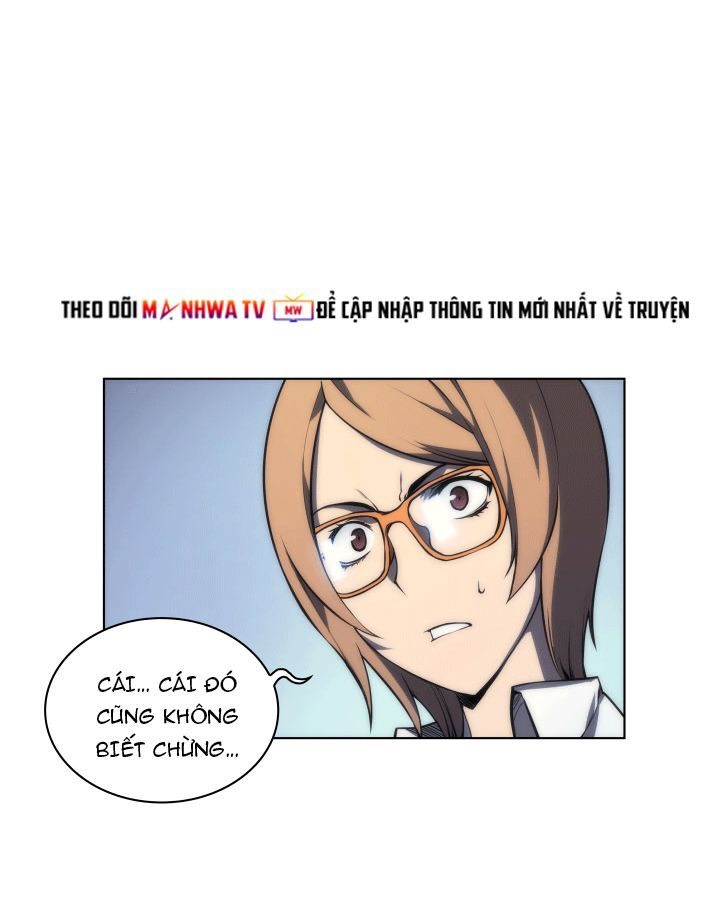 THEO DÕI MANHWA TV MW ĐỂ CẬP NHẬP THÔNG TIN MỚI NHẤT VỀ TRUYỆN
CÁI... CÁI ĐÓ
CŨNG KHÔNG
BIẾT CHỪNG...